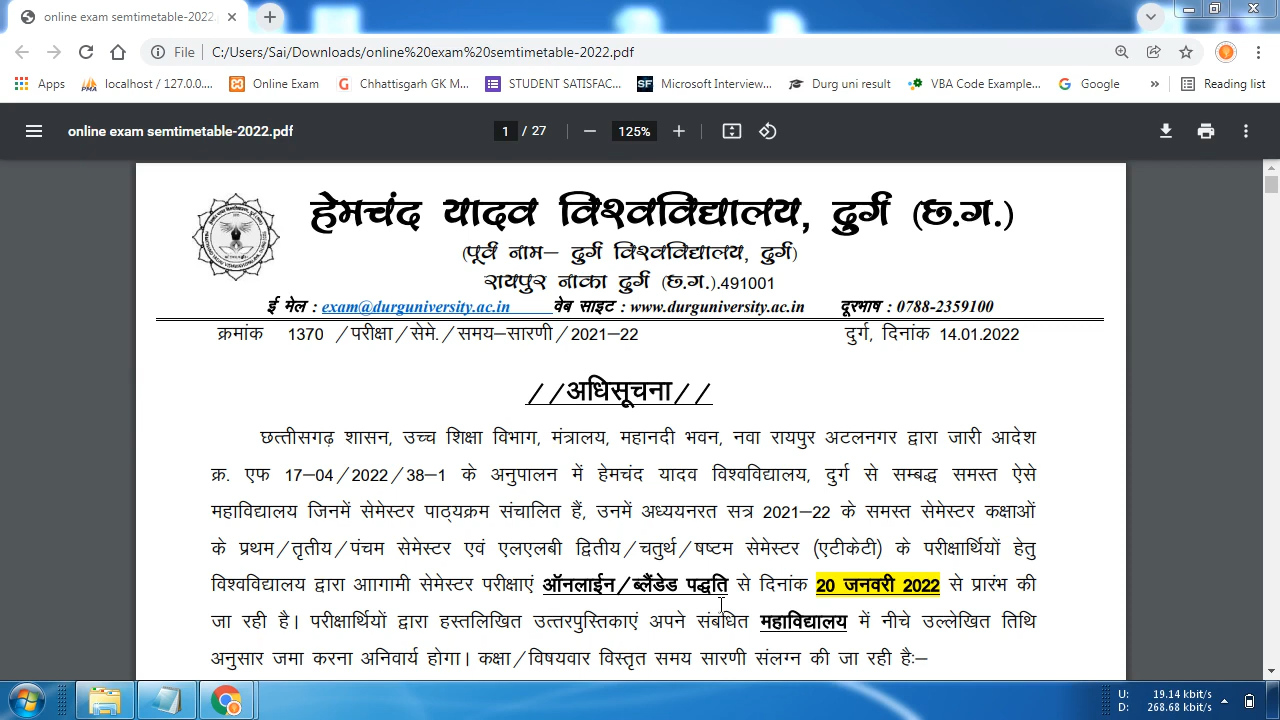 online exam semtimetable-2022.
File C:/Users/Sai/Downloads/online%20exam%20semtimetable-2022.pdf
Apps localhost / 127.0.0... Online Exam Chhattisgarh GK M... STUDENT SATISFAC... Microsoft Interview... Durg uni result VBA Code Example... Google » Reading list
online exam semtimetable-2022.pdf 1 / 27 125%
हेमचंद यादव विश्वविद्यालय, दुर्ग (छ.ग.)
(पूर्व नाम– दुर्ग विश्वविद्यालय, दुर्ग)
रायपुर नाका दुर्ग (छ.ग.).491001
ई मेल : exam@durguniversity.ac.in वेब साइट : www.durguniversity.ac.in दूरभाष : 0788-2359100
क्रमांक 1370 /परीक्षा/सेमे./समय–सारणी/2021–22 दुर्ग, दिनांक 14.01.2022
//अधिसूचना//
छत्तीसगढ़ शासन, उच्च शिक्षा विभाग, मंत्रालय, महानदी भवन, नवा रायपुर अटलनगर द्वारा जारी आदेश
क्र. एफ 17–04/2022/38–1 के अनुपालन में हेमचंद यादव विश्वविद्यालय, दुर्ग से सम्बद्ध समस्त ऐसे
महाविद्यालय जिनमें सेमेस्टर पाठ्यक्रम संचालित हैं, उनमें अध्ययनरत सत्र 2021–22 के समस्त सेमेस्टर कक्षाओं
के प्रथम/तृतीय/पंचम सेमेस्टर एवं एलएलबी द्वितीय/चतुर्थ/षष्टम सेमेस्टर (एटीकेटी) के परीक्षार्थियों हेतु
विश्वविद्यालय द्वारा आागामी सेमेस्टर परीक्षाएं ऑनलाईन/ब्लैंडेड पद्धति से दिनांक 20 जनवरी 2022 से प्रारंभ की
जा रही है। परीक्षार्थियों द्वारा हस्तलिखित उत्तरपुस्तिकाएं अपने संबंधित महाविद्यालय में नीचे उल्लेखित तिथि
अनुसार जमा करना अनिवार्य होगा। कक्षा/विषयवार विस्तृत समय सारणी संलग्न की जा रही हैः–
U: 19.14 kbit/s
D: 268.68 kbit/s